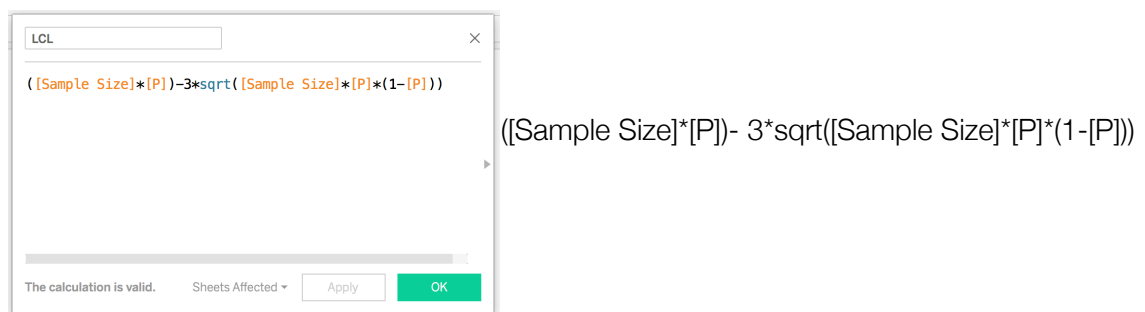 LCL
([Sample Size]*[P])-3*sqrt([Sample Size]*[P]*(1-[P]))
([Sample Size]*[P])- 3*sqrt([Sample Size]*[P]*(1-[P]))
The calculation is valid. Sheets Affected Apply OK